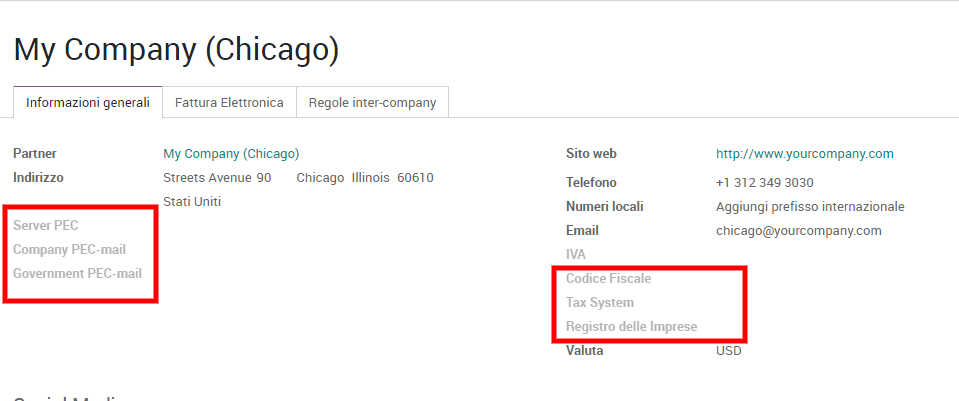 My Company (Chicago)
Informazioni generali Fattura Elettronica Regole inter-company
Partner My Company (Chicago)
Indirizzo Streets Avenue 90 Chicago Illinois 60610
Stati Uniti
Server PEC
Company PEC-mail
Government PEC-mail
Sito web http://www.yourcompany.com
Telefono +1 312 349 3030
Numeri locali Aggiungi prefisso internazionale
Email chicago@yourcompany.com
IVA
Codice Fiscale
Tax System
Registro delle Imprese
Valuta USD